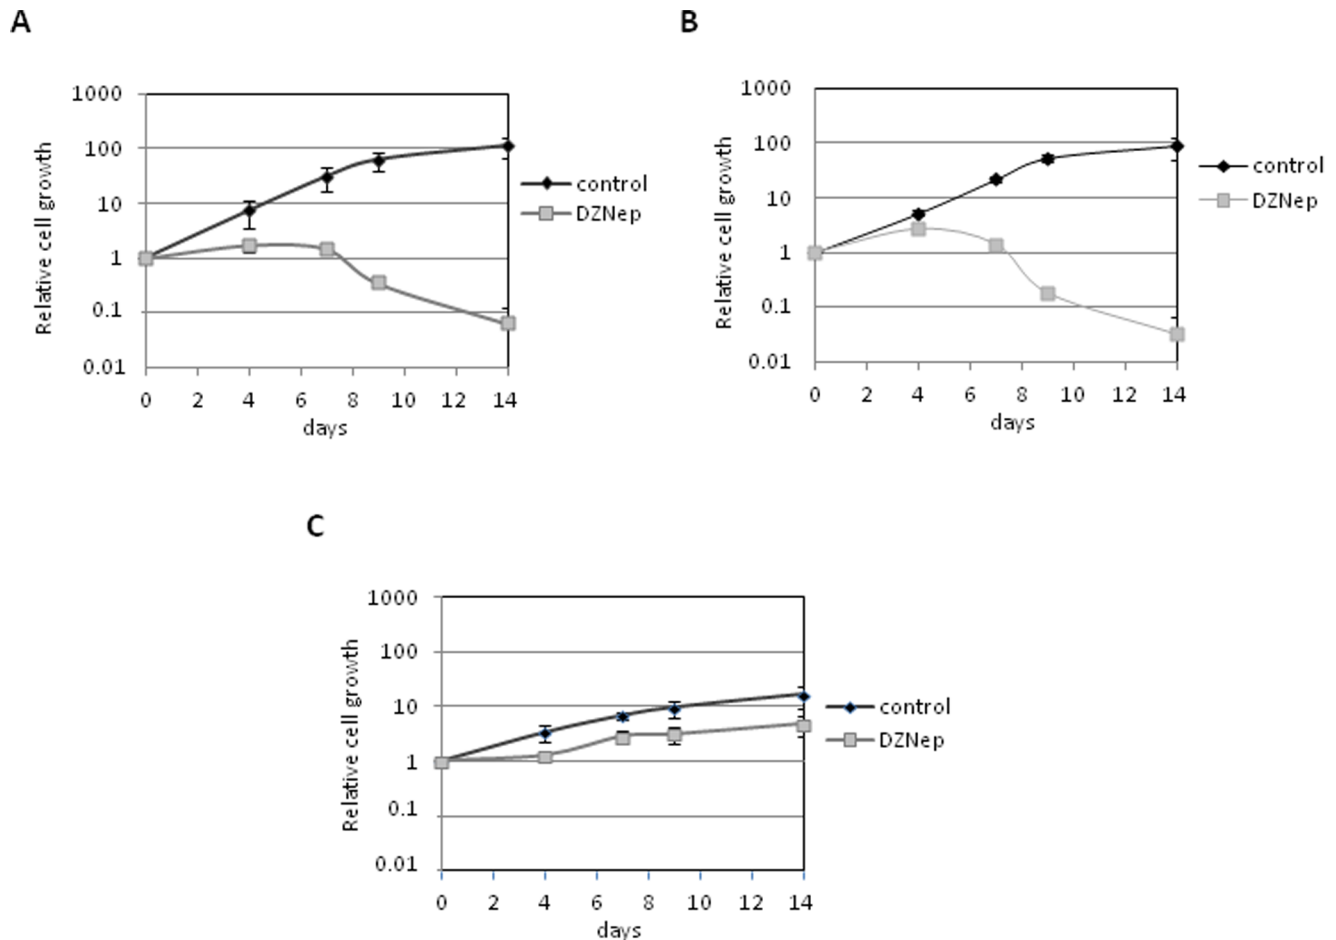 A
Relative cell growth
1000
100
10
1
0.1
0.01
0 2 4 6 8 10 12 14
days
control
DZNep
B
Relative cell growth
1000
100
10
1
0.1
0.01
0 2 4 6 8 10 12 14
days
control
DZNep
C
Relative cell growth
1000
100
10
1
0.1
0.01
0 2 4 6 8 10 12 14
days
control
DZNep